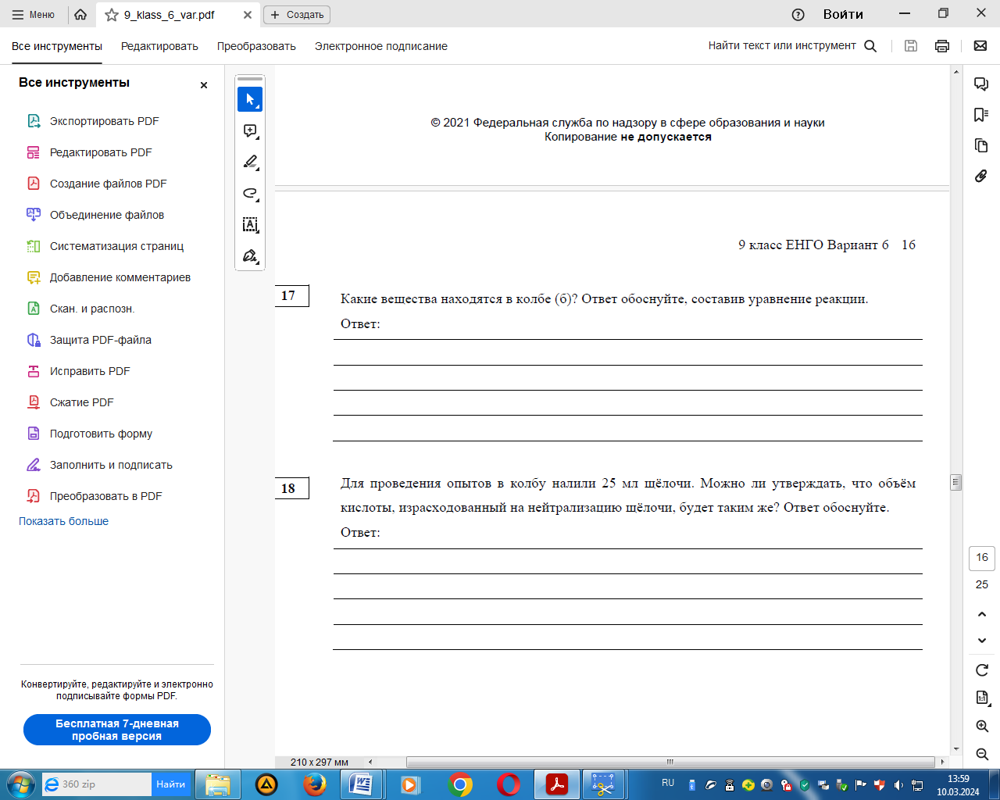 Меню
9_klass_6_var.pdf
Создать
Войти
Все инструменты
Редактировать
Преобразовать
Электронное подписание
Найти текст или инструмент
Все инструменты
Экспортировать PDF
Редактировать PDF
Создание файлов PDF
Объединение файлов
Систематизация страниц
Добавление комментариев
Скан. и распозн.
Защита PDF-файла
Исправить PDF
Сжатие PDF
Подготовить форму
Заполнить и подписать
Преобразовать в PDF
Показать больше
Конвертируйте, редактируйте и электронно
подписывайте формы PDF.
Бесплатная 7-дневная
пробная версия
© 2021 Федеральная служба по надзору в сфере образования и науки
Копирование не допускается
9 класс ЕНГО Вариант 6 16
17
Какие вещества находятся в колбе (б)? Ответ обоснуйте, составив уравнение реакции.
Ответ:
18
Для проведения опытов в колбу налили 25 мл щёлочи. Можно ли утверждать, что объём
кислоты, израсходованный на нейтрализацию щёлочи, будет таким же? Ответ обоснуйте.
Ответ:
16
25
1:1
210 x 297 мм
360 zip
Найти
RU
13:59
10.03.2024